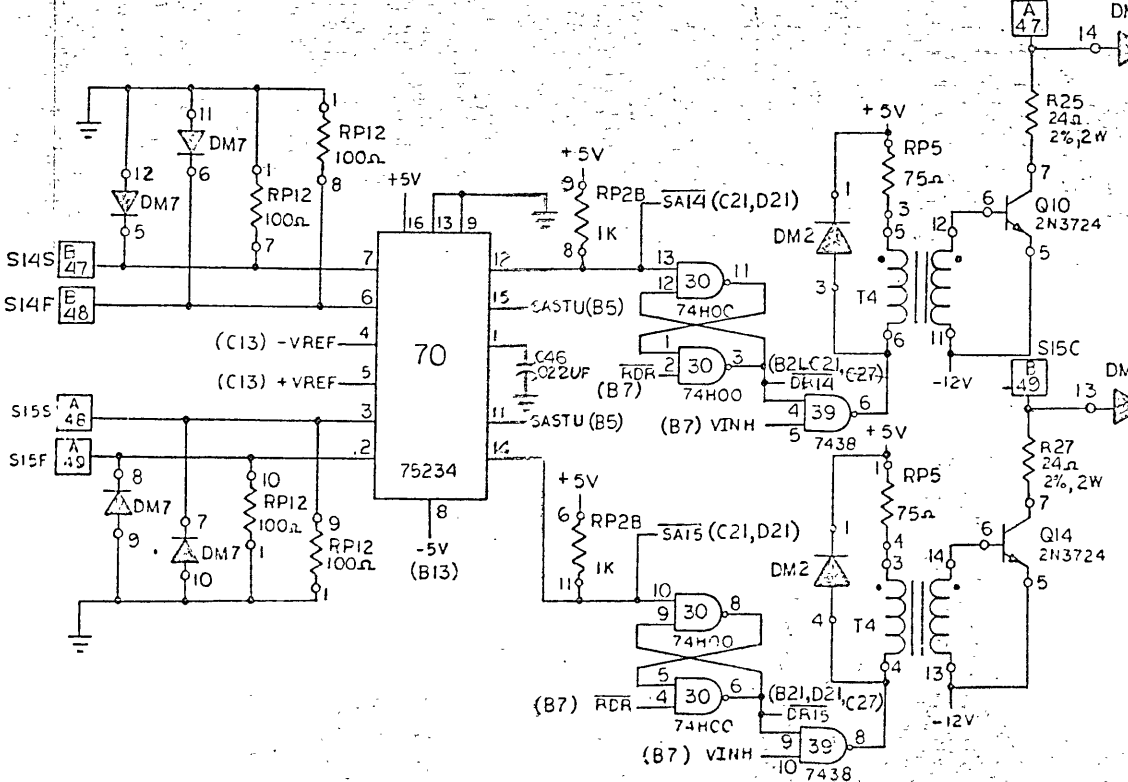 A
47
DM
14
R25
24Ω
2%, 2W
7
6
Q10
2N3724
5
1
RP12
100Ω
8
11
DM7
6
12
DM7
5
1
RP12
100Ω
7
+5V
16 13 9
+5V
9
RP2B
1K
8
SA14 (C21,D21)
+5V
RP5
75Ω
3
5
1
DM2
3
T4
6
12
11
-12V
S14S
B
47
7
S14F
B
48
6
(C13) -VREF
4
(C13) +VREF
5
S15S
A
48
3
S15F
A
49
2
70
75234
12
15
SASTU (B5)
1
C46
.022UF
11
SASTU (B5)
8
-5V
(B13)
13
12
30
11
74H00
1
2
30
3
74H00
RDR
(B7)
DR14
4
5
39
6
7438
(B7) VINH
S15C
B
49
DM
13
R27
24Ω
2%, 2W
7
6
Q14
2N3724
5
8
DM7
9
7
DM7
10
10
RP12
100Ω
1
9
RP12
100Ω
1
+5V
6
RP2B
1K
11
SA15 (C21,D21)
10
9
30
8
74H00
5
4
30
6
74H00
(B7) RDR
(B21,D21,C27)
DR15
9
10
39
8
7438
(B7) VINH
+5V
1
RP5
75Ω
4
3
1
DM2
4
T4
4
14
13
-12V